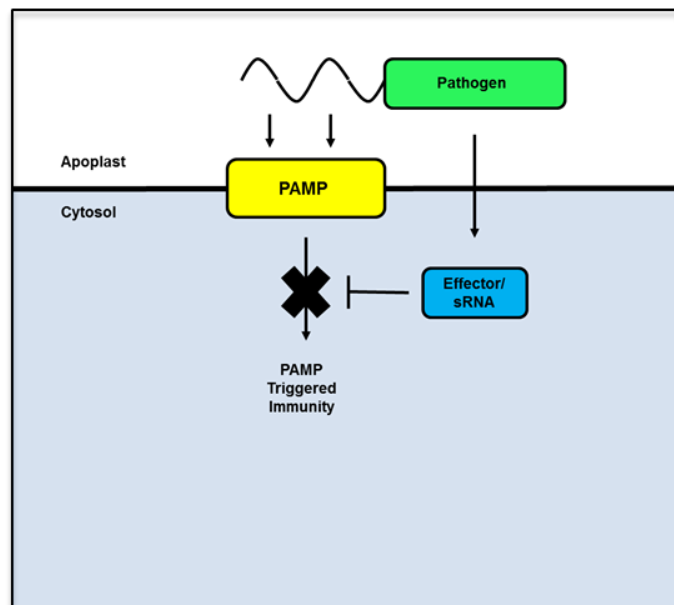 Pathogen
Apoplast
PAMP
Cytosol
Effector/
sRNA
PAMP
Triggered
Immunity